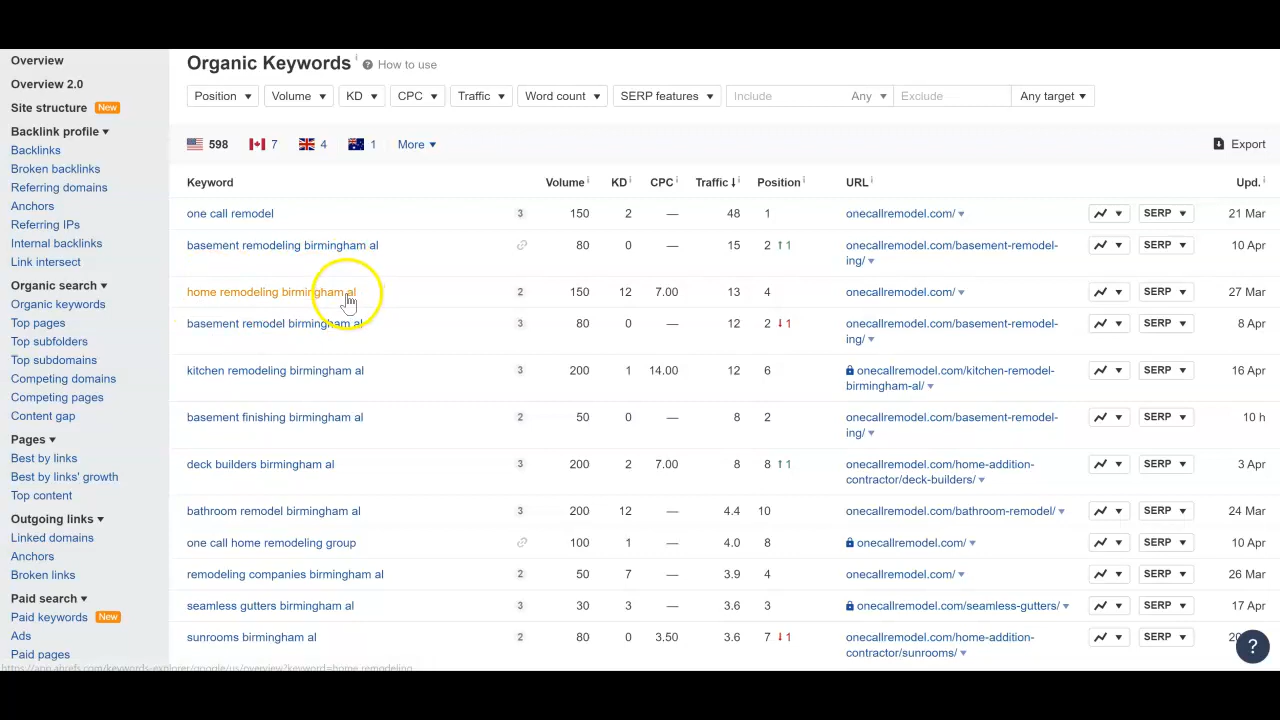 Overview
Overview 2.0
Site structure New
Backlink profile
Backlinks
Broken backlinks
Referring domains
Anchors
Referring IPs
Internal backlinks
Link intersect
Organic search
Organic keywords
Top pages
Top subfolders
Top subdomains
Competing domains
Competing pages
Content gap
Pages
Best by links
Best by links' growth
Top content
Outgoing links
Linked domains
Anchors
Broken links
Paid search
Paid keywords New
Ads
Paid pages
Organic Keywords i ? How to use
Position Volume KD CPC Traffic Word count SERP features Include Any Exclude Any target
598 7 4 1 More Export
Keyword Volume i KD i CPC i Traffic ↓ i Position i URL i Upd. i
one call remodel 3 150 2 — 48 1 onecallremodel.com/ SERP 21 Mar
basement remodeling birmingham al 80 0 — 15 2 ↑1 onecallremodel.com/basement-remodel- SERP 10 Apr
ing/
home remodeling birmingham al 2 150 12 7.00 13 4 onecallremodel.com/ SERP 27 Mar
basement remodel birmingham al 3 80 0 — 12 2 ↓1 onecallremodel.com/basement-remodel- SERP 8 Apr
ing/
kitchen remodeling birmingham al 3 200 1 14.00 12 6 onecallremodel.com/kitchen-remodel- SERP 16 Apr
birmingham-al/
basement finishing birmingham al 2 50 0 — 8 2 onecallremodel.com/basement-remodel- SERP 10 h
ing/
deck builders birmingham al 3 200 2 7.00 8 8 ↑1 onecallremodel.com/home-addition- SERP 3 Apr
contractor/deck-builders/
bathroom remodel birmingham al 3 200 12 — 4.4 10 onecallremodel.com/bathroom-remodel/ SERP 24 Mar
one call home remodeling group 100 1 — 4.0 8 onecallremodel.com/ SERP 10 Apr
remodeling companies birmingham al 2 50 7 — 3.9 4 onecallremodel.com/ SERP 26 Mar
seamless gutters birmingham al 3 30 3 — 3.6 3 onecallremodel.com/seamless-gutters/ SERP 17 Apr
sunrooms birmingham al 2 80 0 3.50 3.6 7 ↓1 onecallremodel.com/home-addition- SERP
contractor/sunrooms/
?
https://app.ahrefs.com/keywords-explorer/google/us/overview?keyword=home remodeling